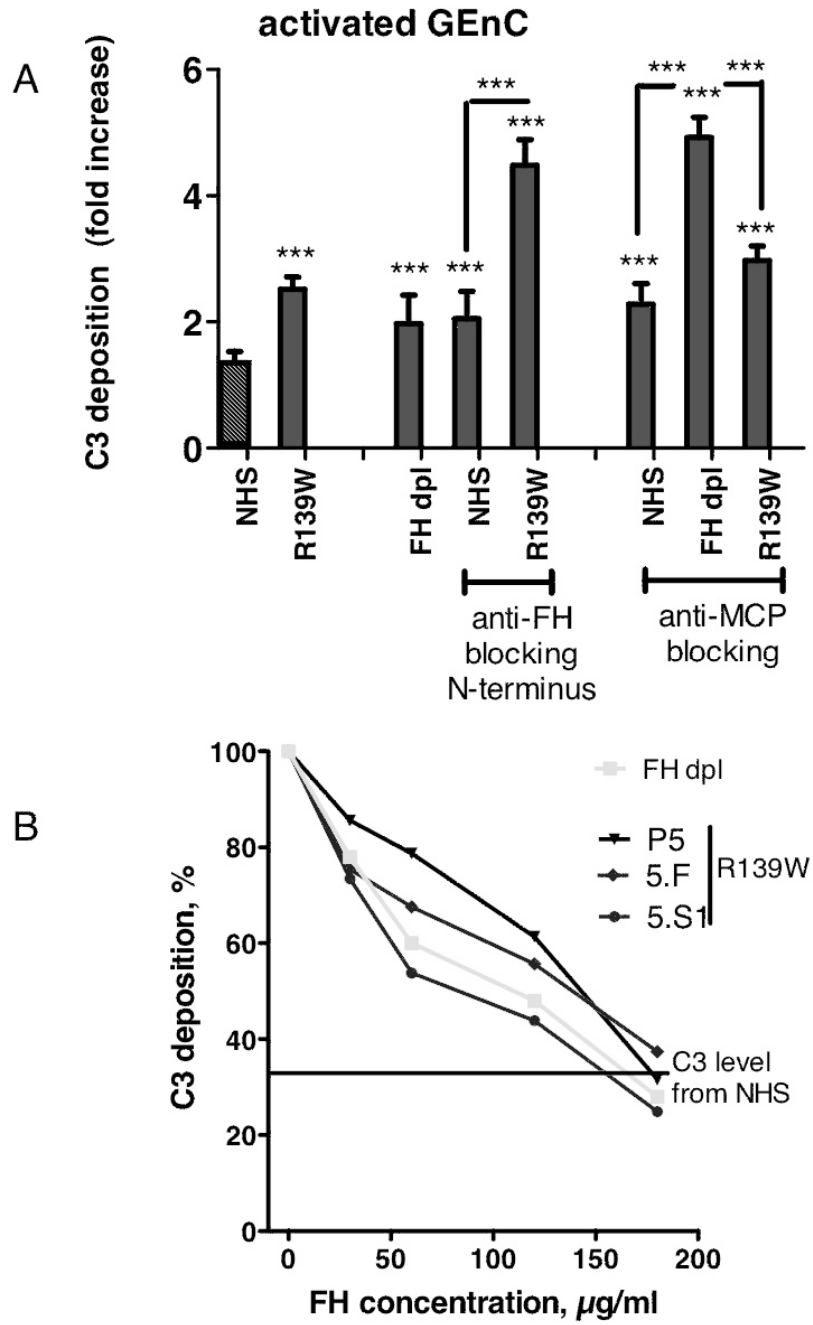 activated GEnC
A
C3 deposition (fold increase)
6
4
2
0
***
***
***
***
***
***
***
***
***
***
NHS
R139W
FH dpl
NHS
R139W
NHS
FH dpl
R139W
anti-FH
blocking
N-terminus
anti-MCP
blocking
B
C3 deposition, %
100
80
60
40
20
0
0
50
100
150
200
FH concentration, µg/ml
FH dpl
P5
5.F
5.S1
R139W
C3 level
from NHS